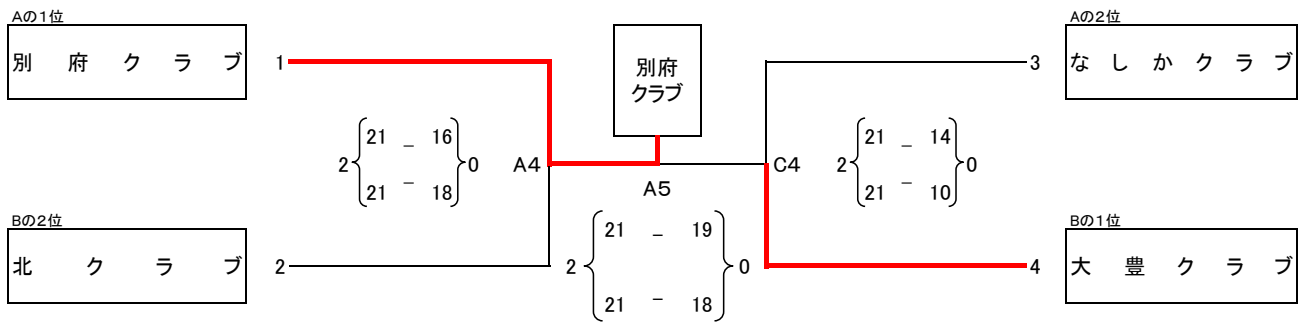 Aの1位
別府クラブ
1
Aの2位
なしかクラブ
3
別府
クラブ
2 21 － 16 0
21 － 18
A4
C4
2 21 － 14 0
21 － 10
A5
Bの2位
北クラブ
2
2 21 － 19 0
21 － 18
Bの1位
大豊クラブ
4